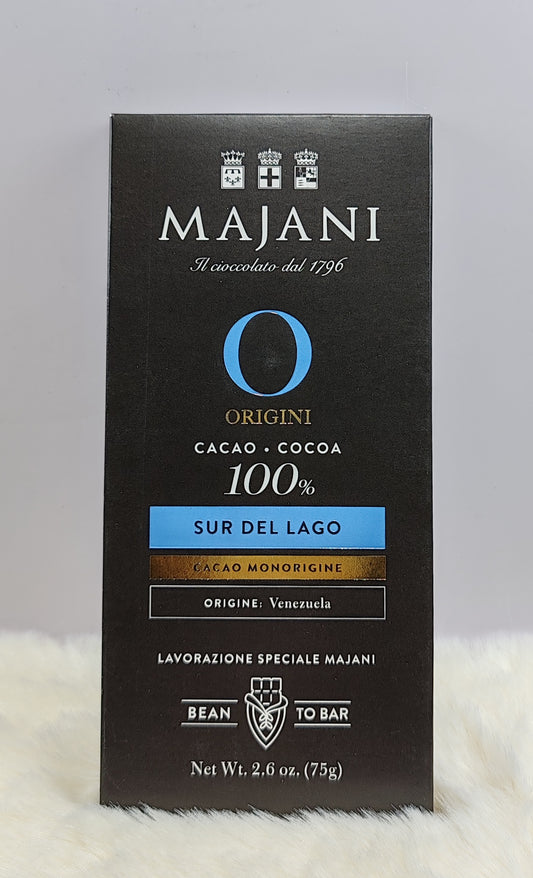 MAJANI
Il cioccolato dal 1796
O
ORIGINI
CACAO • COCOA
100%
SUR DEL LAGO
CACAO MONORIGINE
ORIGINE: Venezuela
LAVORAZIONE SPECIALE MAJANI
BEAN TO BAR
Net Wt. 2.6 oz. (75g)